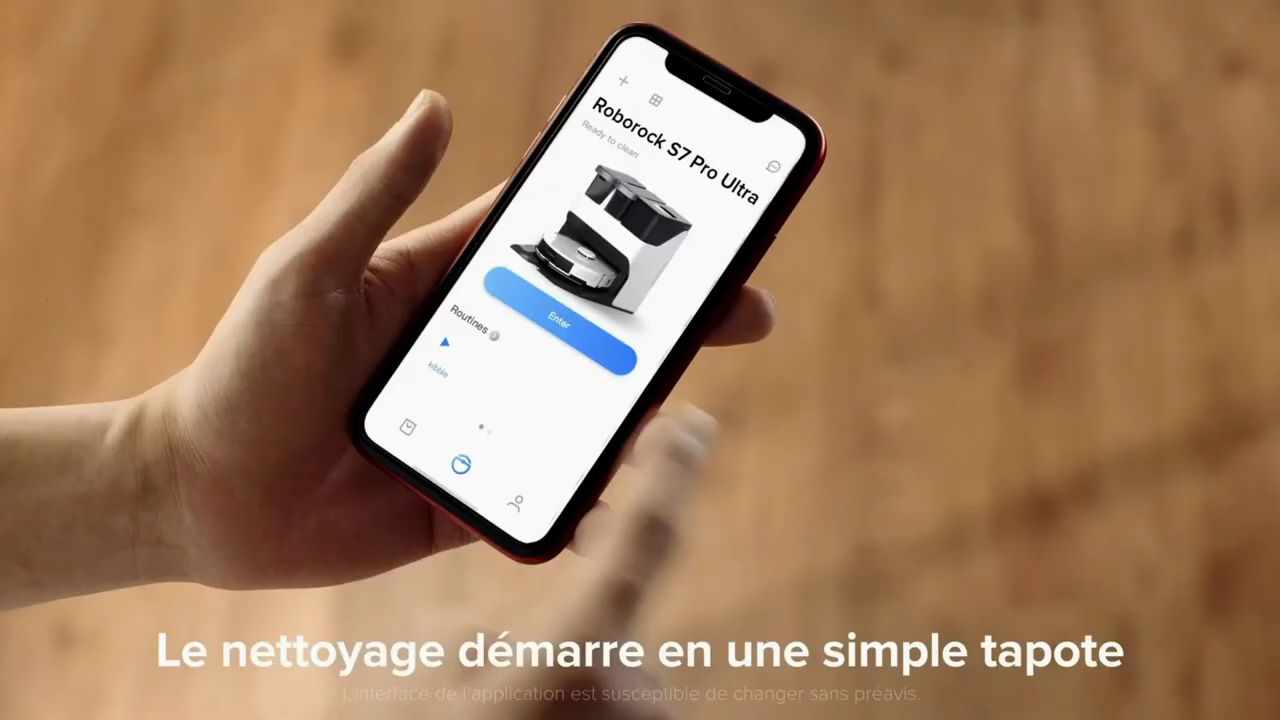 Roborock S7 Pro Ultra
Ready to clean
Enter
Routines
kibble
Le nettoyage démarre en une simple tapote
L'interface de l'application est susceptible de changer sans préavis.